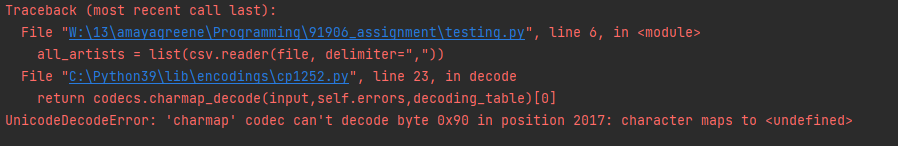 Traceback (most recent call last):
File "W:\13\amayagreene\Programming\91906_assignment\testing.py", line 6, in <module>
all_artists = list(csv.reader(file, delimiter=","))
File "C:\Python39\lib\encodings\cp1252.py", line 23, in decode
return codecs.charmap_decode(input,self.errors,decoding_table)[0]
UnicodeDecodeError: 'charmap' codec can't decode byte 0x90 in position 2017: character maps to <undefined>